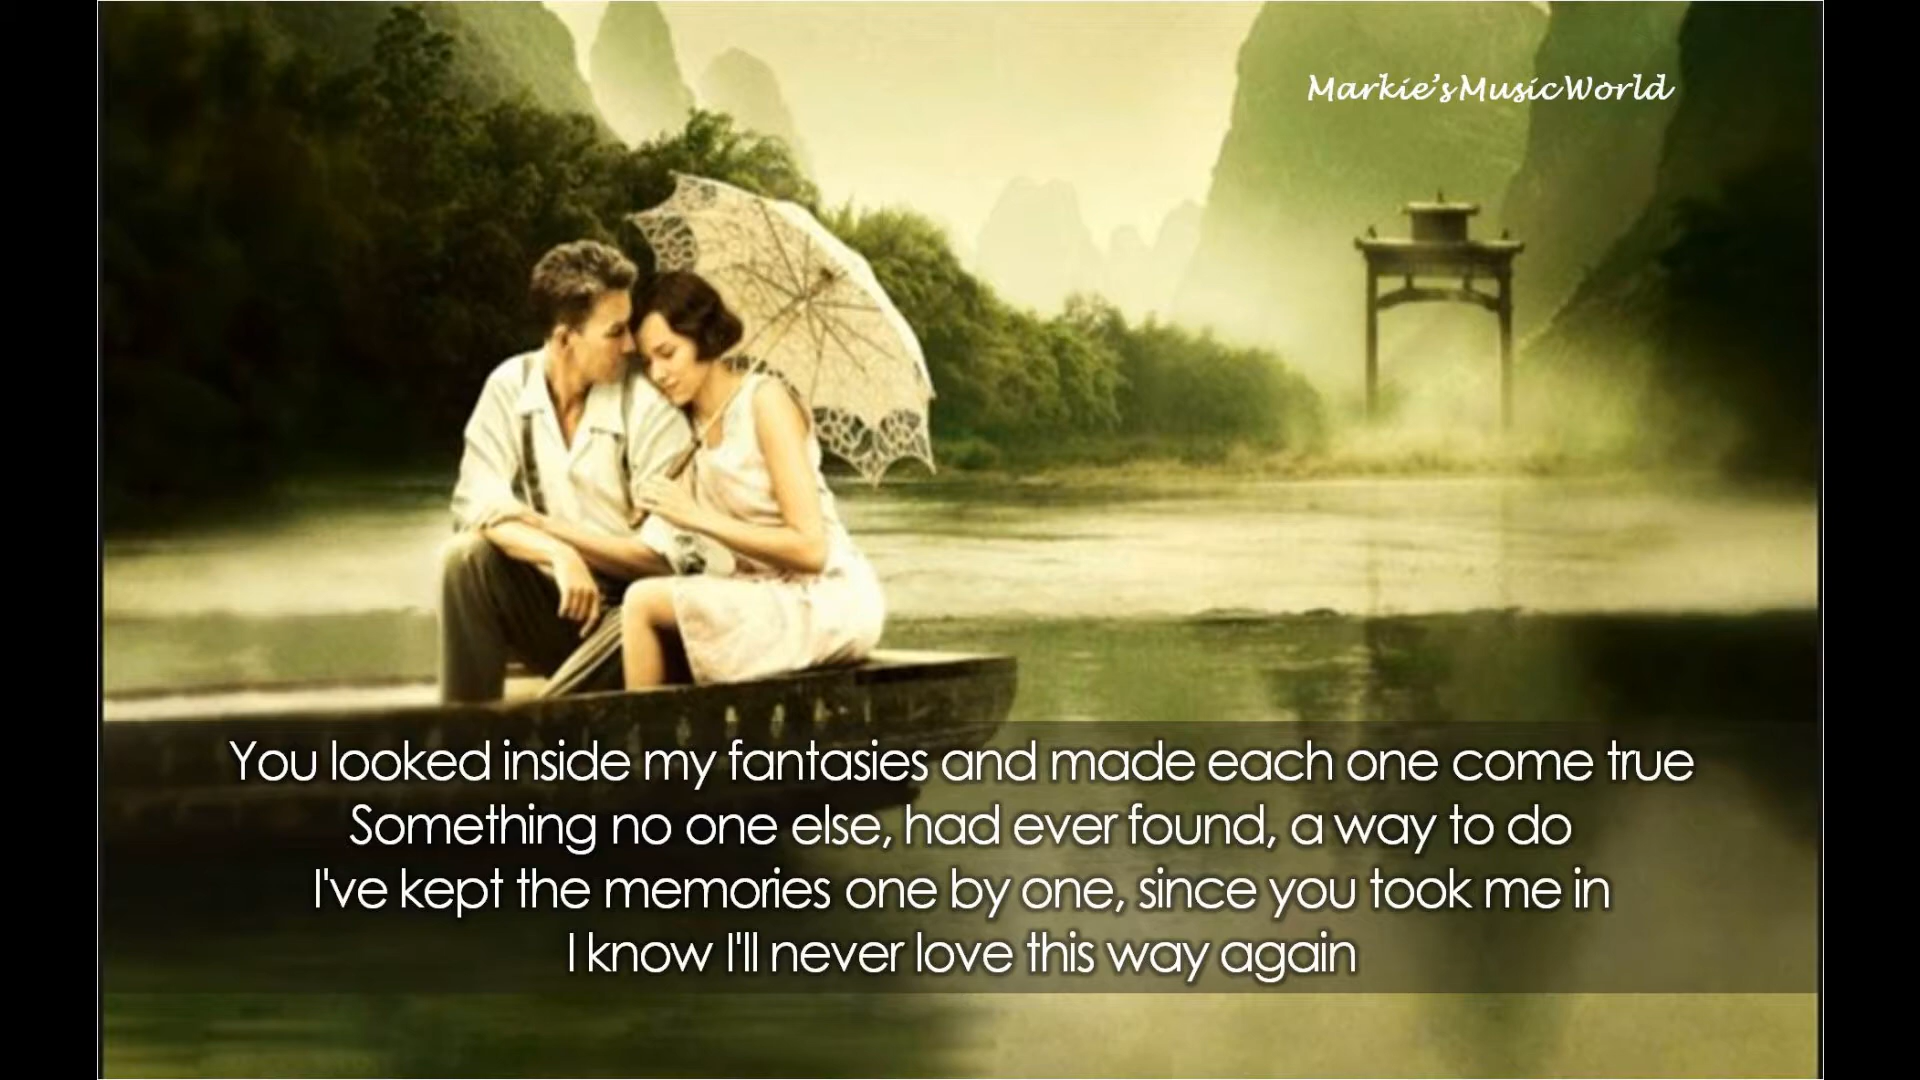 Markie'sMusicWorld
You looked inside my fantasies and made each one come true
Something no one else, had ever found, a way to do
I've kept the memories one by one, since you took me in
I know I'll never love this way again